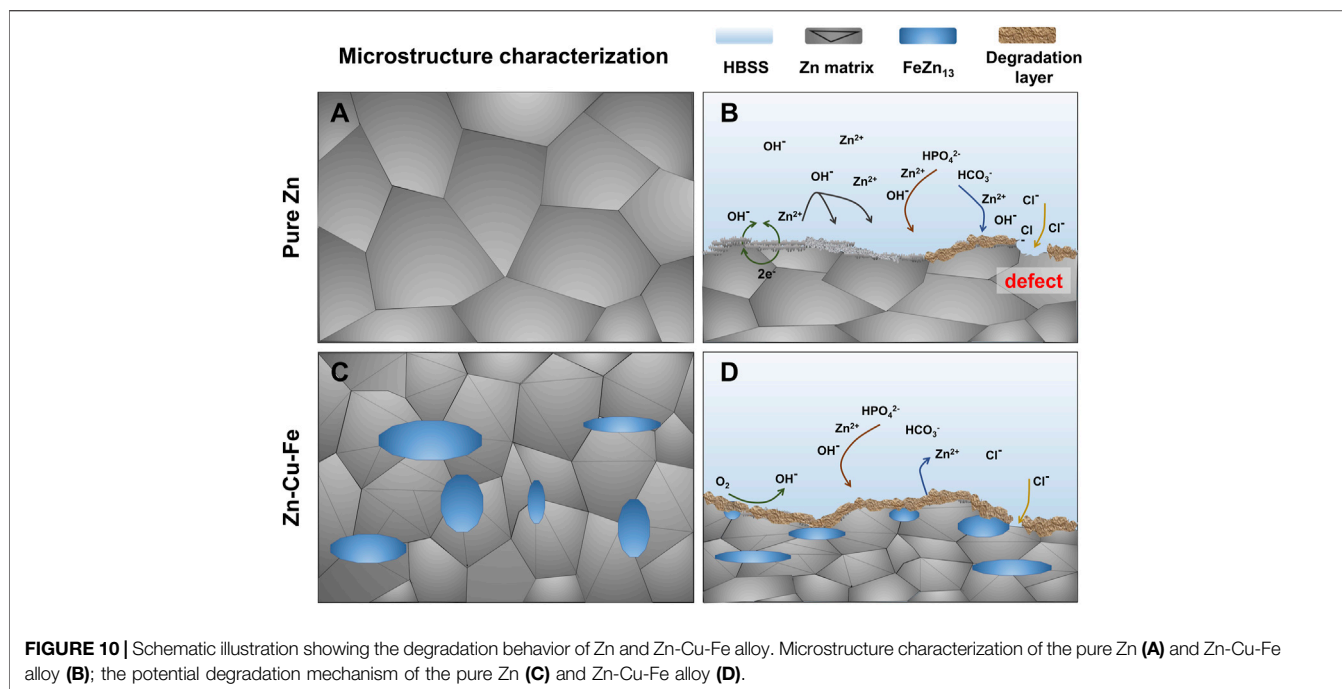 Microstructure characterization
HBSS
Zn matrix
FeZn₁₃
Degradation
layer
Pure Zn
A
B
OH⁻
Zn²⁺
OH⁻
Zn²⁺
Zn²⁺
HPO₄²⁻
OH⁻
HCO₃⁻
Zn²⁺
Cl⁻
OH⁻
Zn²⁺
OH⁻
Cl
-
Cl⁻
2e⁻
defect
Zn-Cu-Fe
C
D
HPO₄²⁻
Zn²⁺
HCO₃⁻
OH⁻
Zn²⁺
Cl⁻
O₂
OH⁻
Cl⁻
FIGURE 10 | Schematic illustration showing the degradation behavior of Zn and Zn-Cu-Fe alloy. Microstructure characterization of the pure Zn (A) and Zn-Cu-Fe
alloy (B); the potential degradation mechanism of the pure Zn (C) and Zn-Cu-Fe alloy (D).